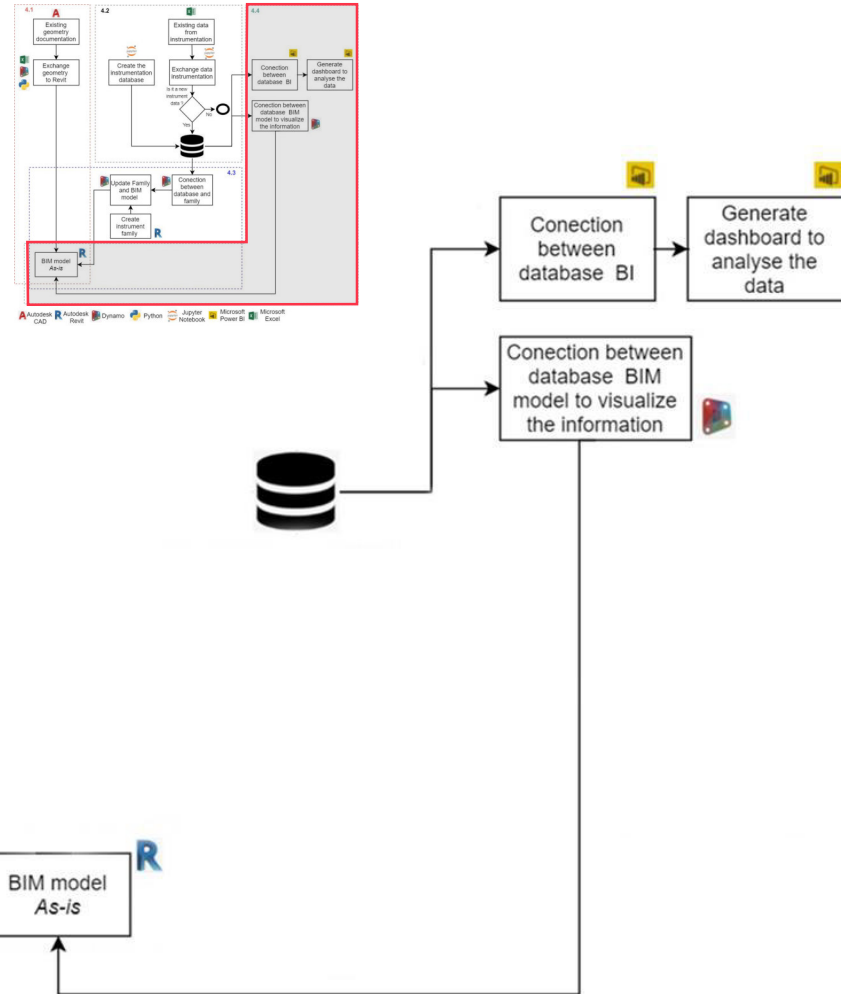 4.1
4.2
4.4
Existing
geometry
documentation
Exchange
geometry
to Revit
Existing data
from
instrumentation
Create the
instrumentation
database
Exchange data
instrumentation
Is it a new
instrument
data ?
No
Yes
Conection
between
database BI
Generate
dashboard to
analyse the
data
Conection between
database BIM
model to visualize
the information
4.3
Update Family
and BIM
model
Conection
between
database and
family
Create
instrument
family
BIM model
As-is
Autodesk
CAD
Autodesk
Revit
Dynamo
Python
Jupyter
Notebook
Microsoft
Power BI
Microsoft
Excel
Conection
between
database BI
Generate
dashboard to
analyse the
data
Conection between
database BIM
model to visualize
the information
BIM model
As-is